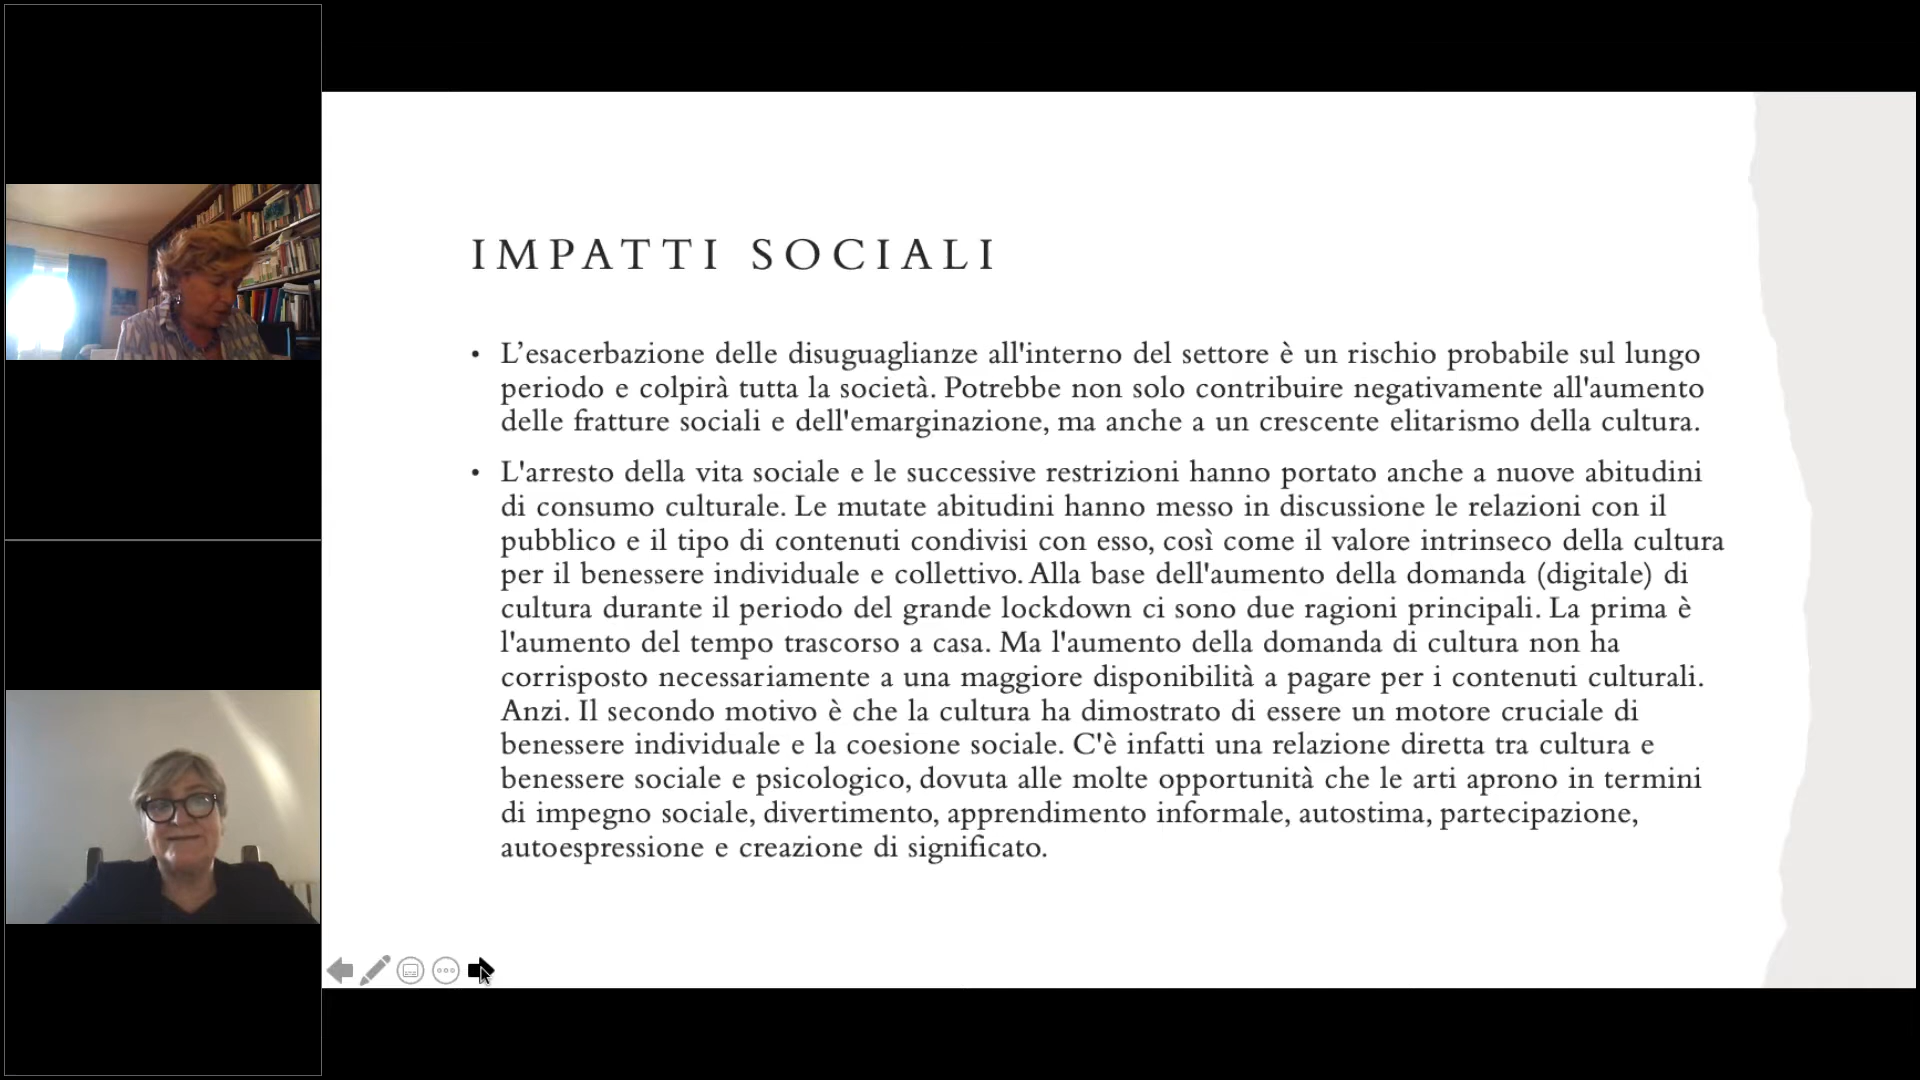 IMPATTI SOCIALI
• L’esacerbazione delle disuguaglianze all'interno del settore è un rischio probabile sul lungo
periodo e colpirà tutta la società. Potrebbe non solo contribuire negativamente all'aumento
delle fratture sociali e dell'emarginazione, ma anche a un crescente elitarismo della cultura.
• L'arresto della vita sociale e le successive restrizioni hanno portato anche a nuove abitudini
di consumo culturale. Le mutate abitudini hanno messo in discussione le relazioni con il
pubblico e il tipo di contenuti condivisi con esso, così come il valore intrinseco della cultura
per il benessere individuale e collettivo. Alla base dell'aumento della domanda (digitale) di
cultura durante il periodo del grande lockdown ci sono due ragioni principali. La prima è
l'aumento del tempo trascorso a casa. Ma l'aumento della domanda di cultura non ha
corrisposto necessariamente a una maggiore disponibilità a pagare per i contenuti culturali.
Anzi. Il secondo motivo è che la cultura ha dimostrato di essere un motore cruciale di
benessere individuale e la coesione sociale. C'è infatti una relazione diretta tra cultura e
benessere sociale e psicologico, dovuta alle molte opportunità che le arti aprono in termini
di impegno sociale, divertimento, apprendimento informale, autostima, partecipazione,
autoespressione e creazione di significato.